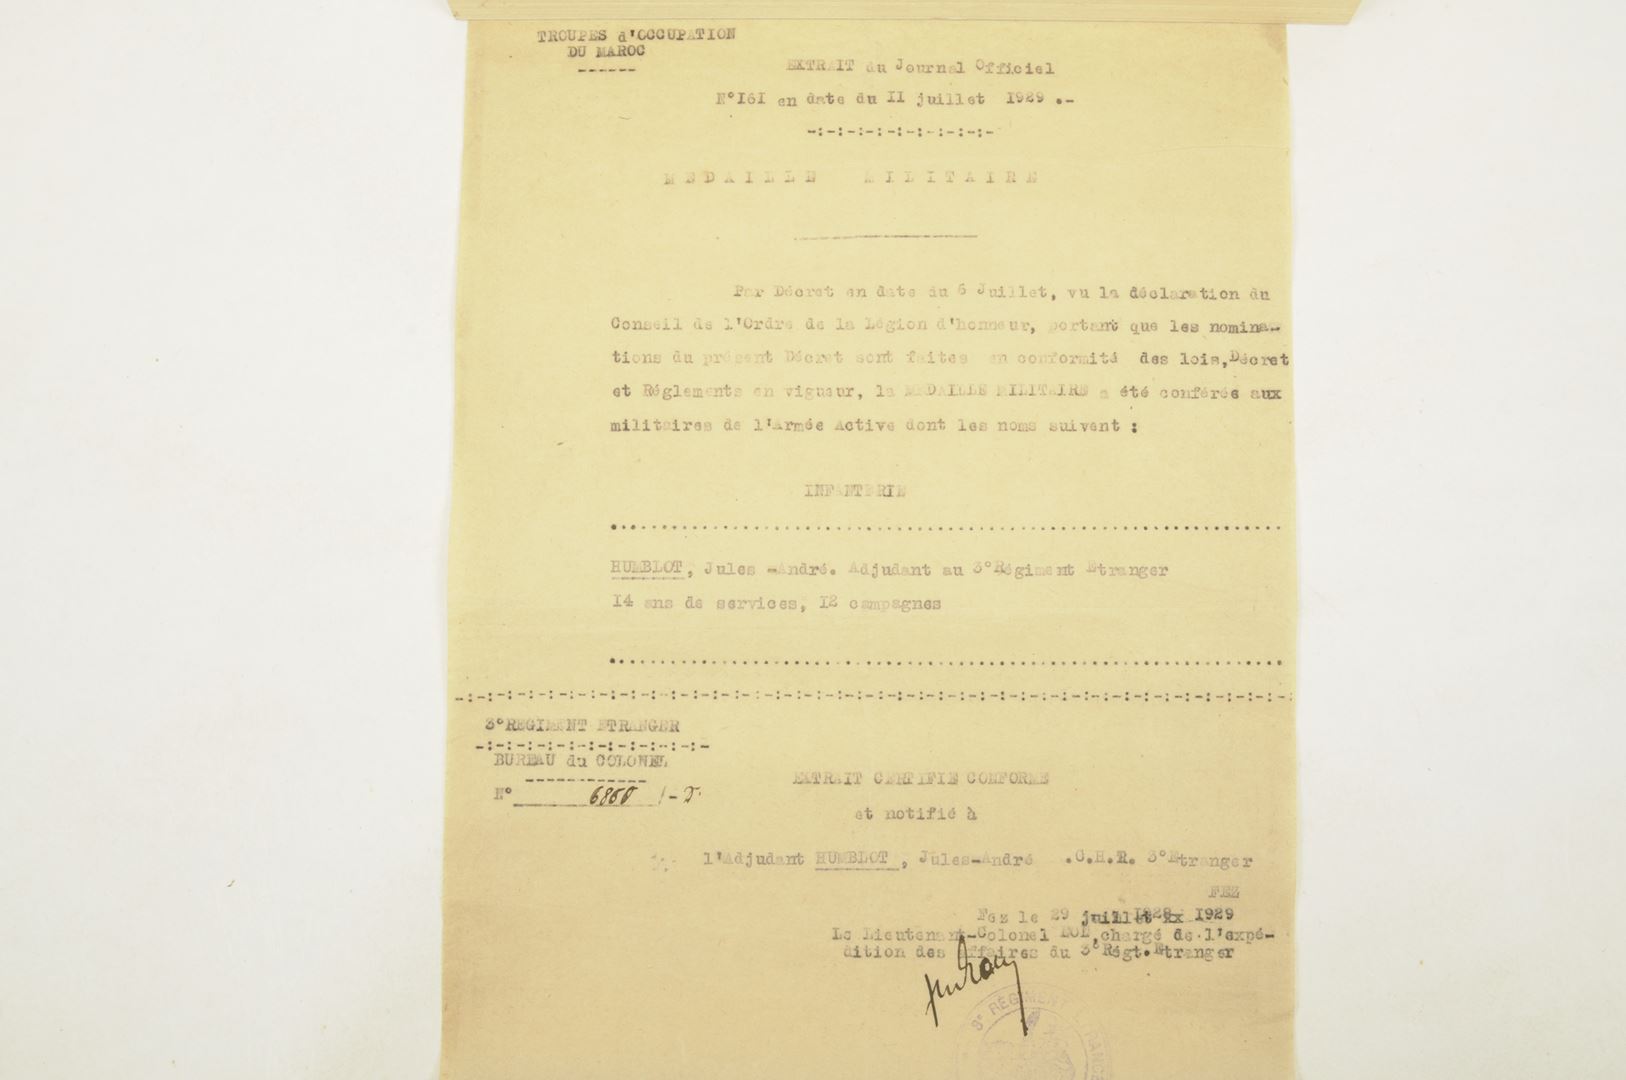 TROUPES d'OCCUPATION
DU MAROC
EXTRAIT du Journal Officiel
N°I6I en date du II juillet 1929 .-
MEDAILLE MILITAIRE
Par Décret en date du 6 Juillet, vu la déclaration du
Conseil de l'Ordre de la Légion d'honneur, portant que les nomina-
tions du présent Décret sont faites en conformité des lois, Décret
et Réglements en vigueur, la MEDAILLE MILITAIRE a été conférée aux
militaires de l'Armée Active dont les noms suivent :
INFANTERIE
HUMBLOT, Jules -André. Adjudant au 3°Régiment Etranger
I4 ans de services, I2 campagnes
3°REGIMENT ETRANGER
BUREAU du COLONEL
N°
EXTRAIT CERTIFIE CONFORME
et notifié à
l'Adjudant HUMBLOT, Jules-André .C.H.R. 3°Etranger
FEZ
Fez le 29 juillet 1929
Le Lieutenant-Colonel chargé de l'expé-
dition des affaires du 3°Régt.Etranger
3° RÉGIMENT